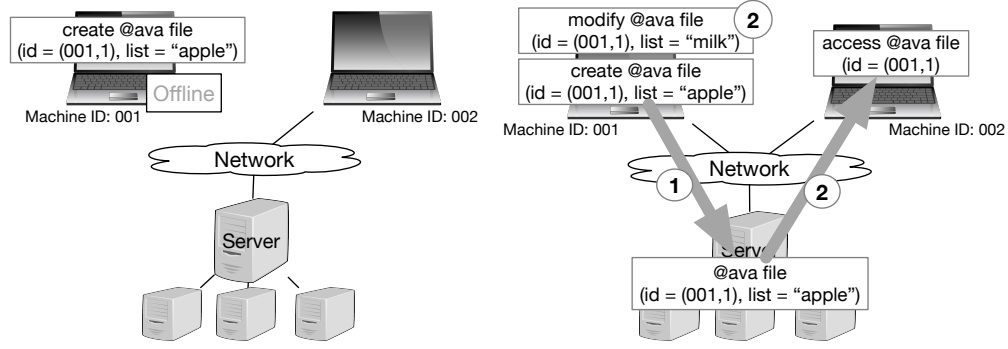 create @ava file
(id = (001,1), list = “apple”)
Offline
Machine ID: 001
Machine ID: 002
Network
Server
modify @ava file
(id = (001,1), list = “milk”)
2
create @ava file
(id = (001,1), list = “apple”)
access @ava file
(id = (001,1)
Machine ID: 001
Machine ID: 002
Network
1
2
Server
@ava file
(id = (001,1), list = “apple”)